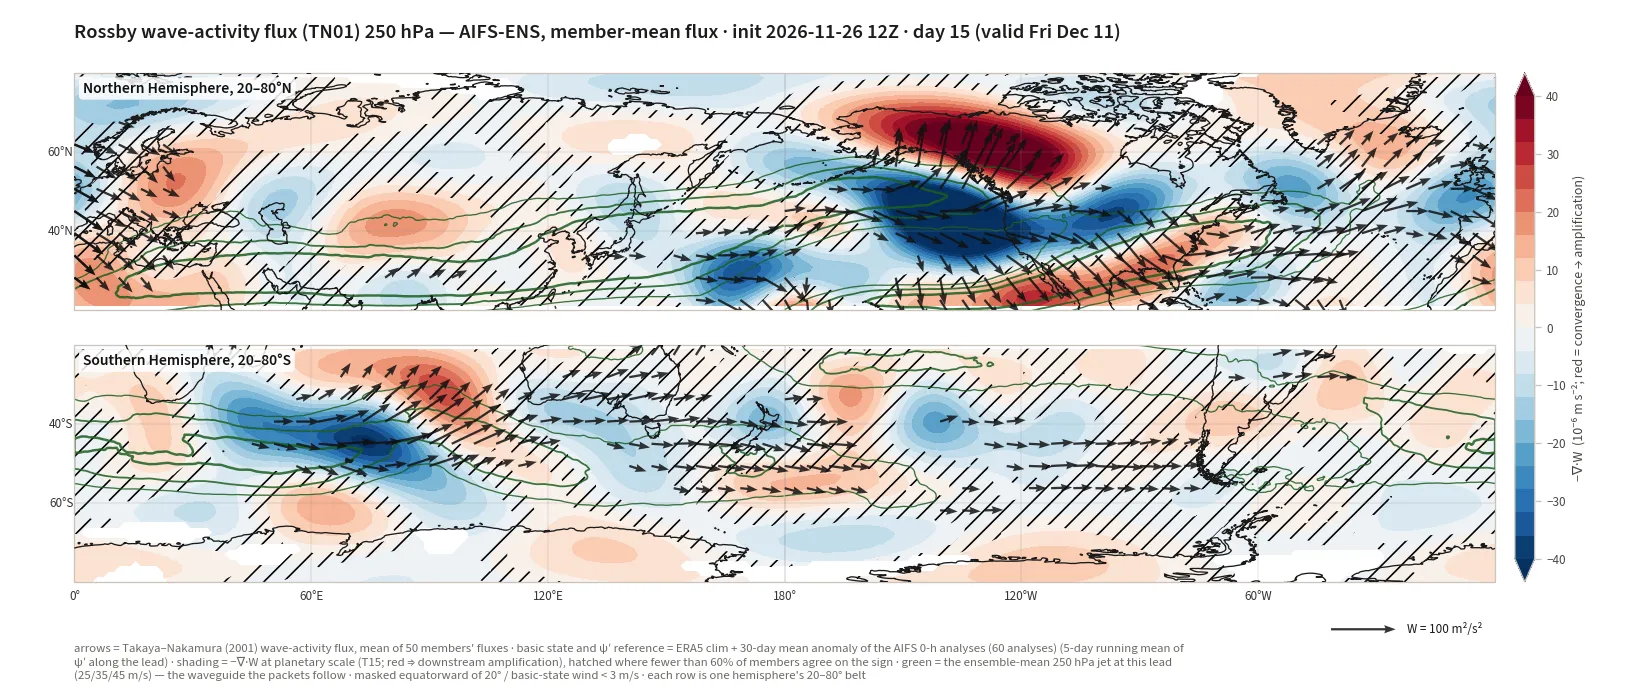 Rossby wave-activity flux (TN01) 250 hPa — AIFS-ENS, member-mean flux · init 2026-11-26 12Z · day 15 (valid Fri Dec 11)
Northern Hemisphere, 20–80°N
60°N
40°N
Southern Hemisphere, 20–80°S
40°S
60°S
0°
60°E
120°E
180°
120°W
60°W
40
30
20
10
0
−10
−20
−30
−40
−∇·W (10⁻⁶ m s⁻²; red = convergence → amplification)
W = 100 m²/s²
arrows = Takaya–Nakamura (2001) wave-activity flux, mean of 50 members' fluxes · basic state and ψ' reference = ERA5 clim + 30-day mean anomaly of the AIFS 0-h analyses (60 analyses) (5-day running mean of
ψ' along the lead) · shading = −∇·W at planetary scale (T15; red ⇒ downstream amplification), hatched where fewer than 60% of members agree on the sign · green = the ensemble-mean 250 hPa jet at this lead
(25/35/45 m/s) — the waveguide the packets follow · masked equatorward of 20° / basic-state wind < 3 m/s · each row is one hemisphere's 20–80° belt